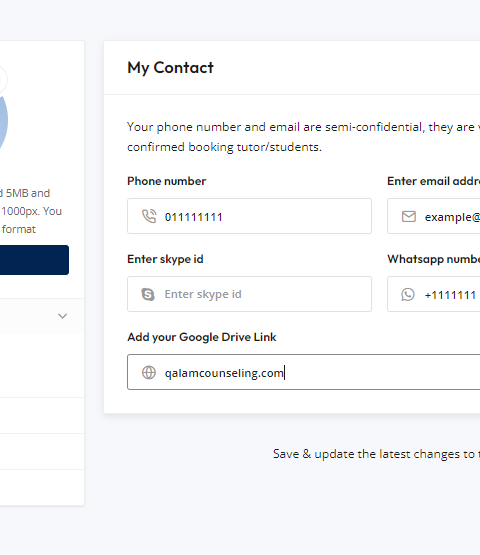 My Contact
Your phone number and email are semi-confidential, they are
confirmed booking tutor/students.
Phone number
Enter email
011111111
example@
Enter skype id
Whatsapp
Enter skype id
+1111111
Add your Google Drive Link
qalamcounseling.com
Save & update the latest changes to
5MB and
1000px. You
format